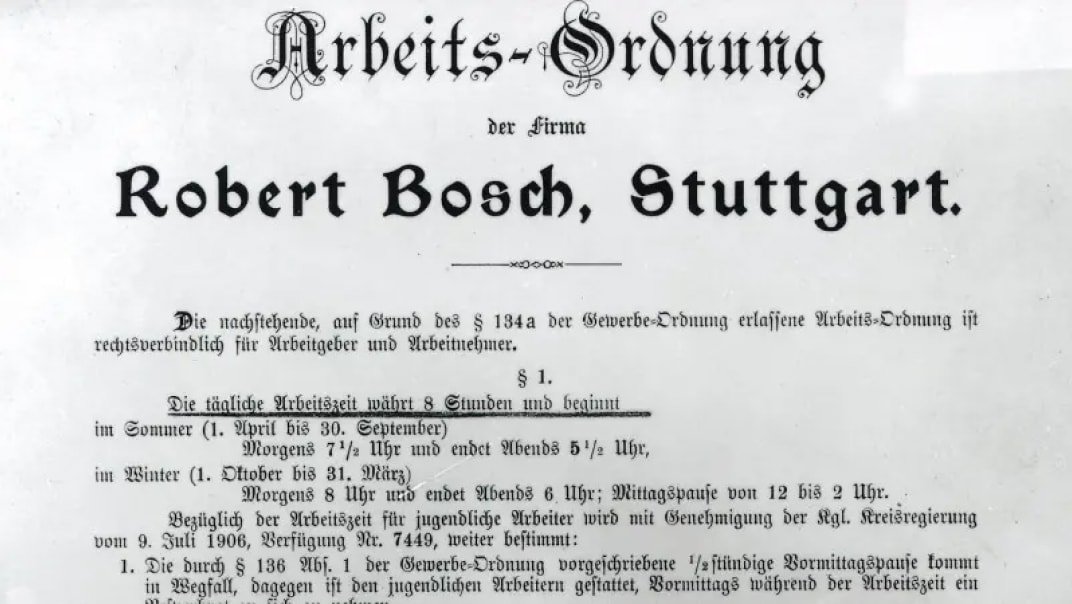 Arbeits-Ordnung
der Firma
Robert Bosch, Stuttgart.
Die nachstehende, auf Grund des § 134a der Gewerbe-Ordnung erlassene Arbeits-Ordnung ist
rechtsverbindlich für Arbeitgeber und Arbeitnehmer.
§ 1.
Die tägliche Arbeitszeit währt 8 Stunden und beginnt
im Sommer (1. April bis 30. September)
Morgens 7 1/2 Uhr und endet Abends 5 1/2 Uhr,
im Winter (1. Oktober bis 31. März)
Morgens 8 Uhr und endet Abends 6 Uhr; Mittagspause von 12 bis 2 Uhr.
Bezüglich der Arbeitszeit für jugendliche Arbeiter wird mit Genehmigung der Kgl. Kreisregierung
vom 9. Juli 1906, Verfügung Nr. 7449, weiter bestimmt:
1. Die durch § 136 Abs. 1 der Gewerbe-Ordnung vorgeschriebene 1/2 stündige Vormittagspause kommt
in Wegfall, dagegen ist den jugendlichen Arbeitern gestattet, Vormittags während der Arbeitszeit ein